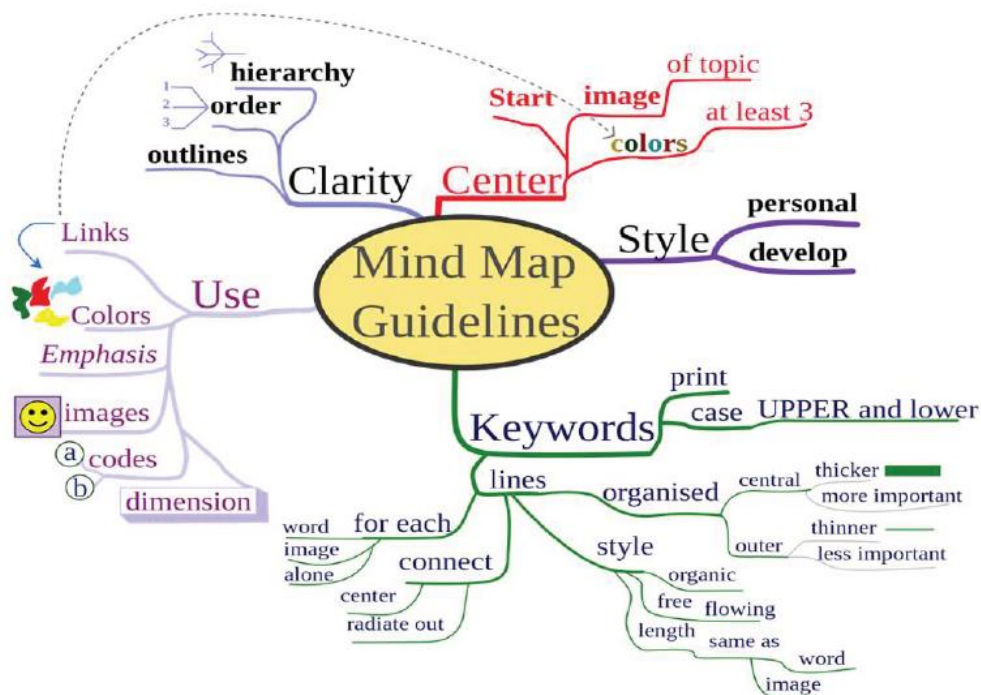 Mind Map
Guidelines
Clarity
hierarchy
order
1
2
3
outlines
Center
Start
image
of topic
colors
at least 3
Style
personal
develop
Use
Links
Colors
Emphasis
images
codes
a
b
dimension
Keywords
print
case
UPPER and lower
lines
organised
central
thicker
more important
outer
thinner
less important
style
organic
free
flowing
length
same as
word
image
connect
center
radiate out
for each
word
image
alone